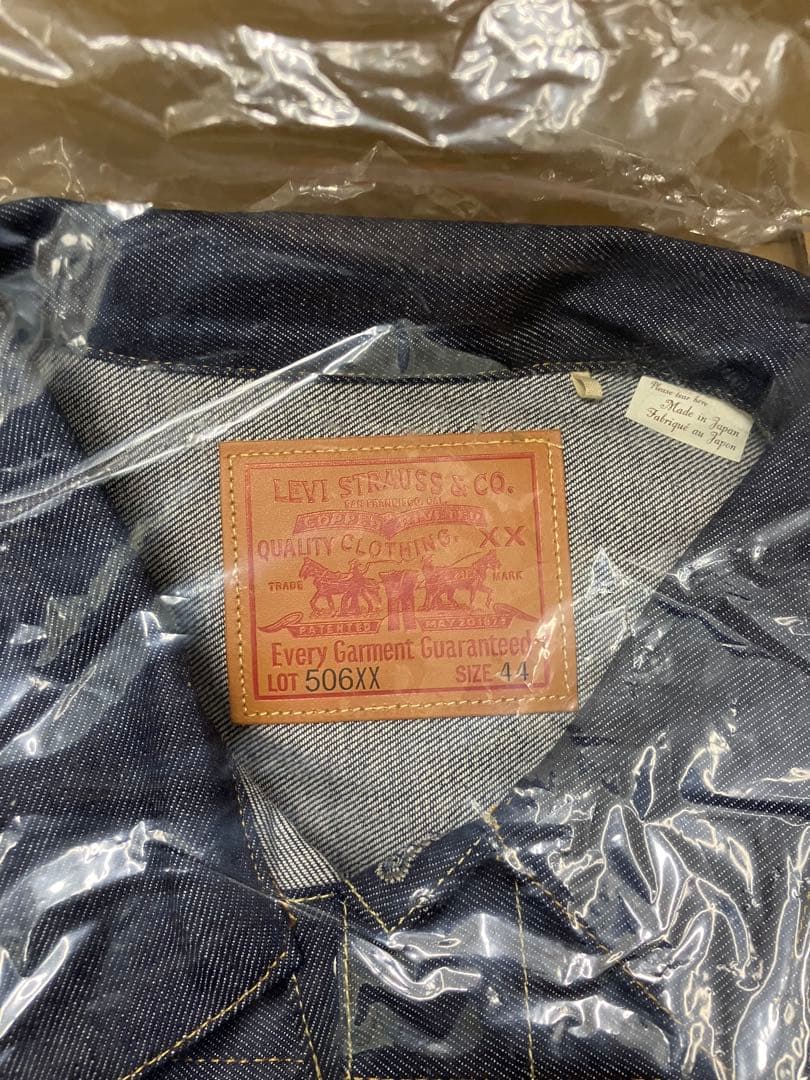 Please tear here
Made in Japan
Fabriqué au Japon
LEVI STRAUSS & CO.
SAN FRANCISCO, CAL.
COPPER RIVETED
QUALITY CLOTHING. XX
TRADE MARK
PATENTED MAY 20 1873
Every Garment Guaranteed
LOT 506XX SIZE 44